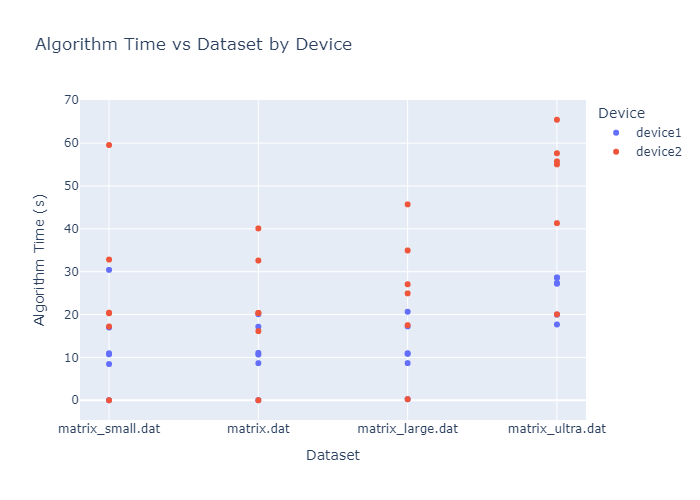 Algorithm Time vs Dataset by Device
Device
device1
device2
Algorithm Time (s)
70
60
50
40
30
20
10
0
matrix_small.dat
matrix.dat
matrix_large.dat
matrix_ultra.dat
Dataset